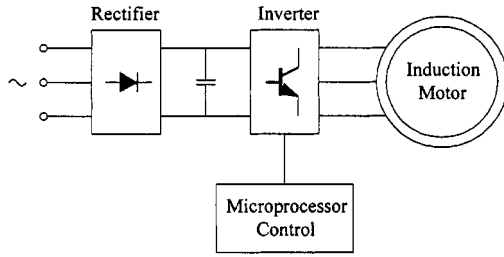 Rectifier
Inverter
Induction
Motor
Microprocessor
Control